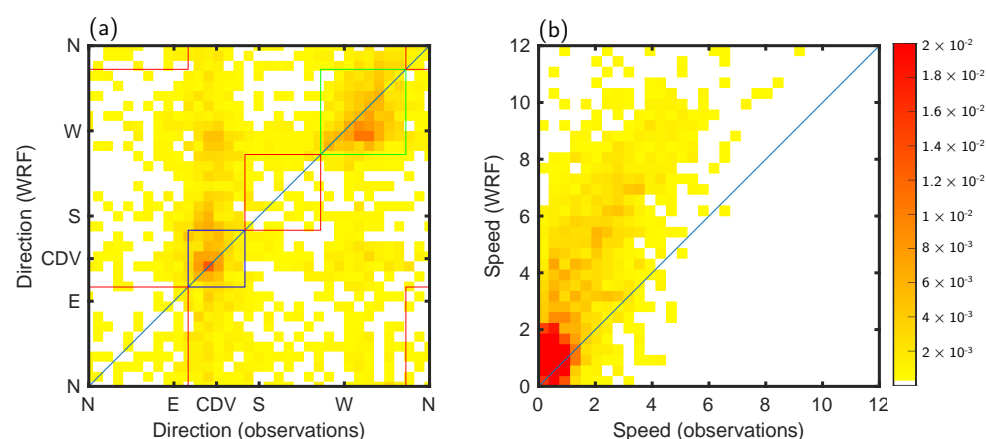 (a)
N
W
S
CDV
E
N
Direction (WRF)
N E CDV S W N
Direction (observations)
(b)
12
10
8
6
4
2
0
Speed (WRF)
0 2 4 6 8 10 12
Speed (observations)
2 × 10⁻²
1.8 × 10⁻²
1.6 × 10⁻²
1.4 × 10⁻²
1.2 × 10⁻²
1 × 10⁻²
8 × 10⁻³
6 × 10⁻³
4 × 10⁻³
2 × 10⁻³